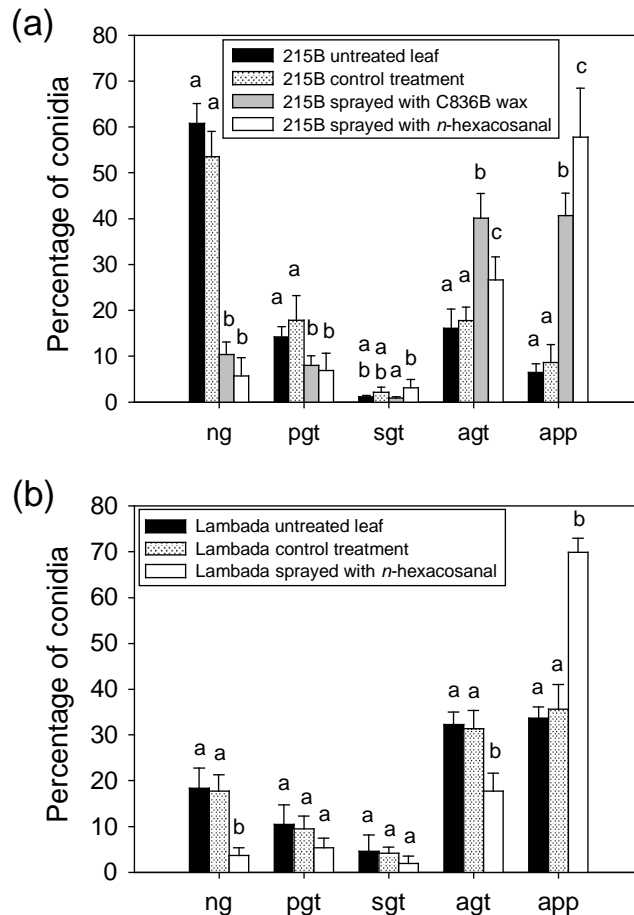 (a)
80
70
60
50
40
30
20
10
0
Percentage of conidia
215B untreated leaf
215B control treatment
215B sprayed with C836B wax
215B sprayed with n-hexacosanal
a a b b
a a b b
a b a b a b
a a b c
a a b c
ng pgt sgt agt app
(b)
80
70
60
50
40
30
20
10
0
Percentage of conidia
Lambada untreated leaf
Lambada control treatment
Lambada sprayed with n-hexacosanal
a a b
a a a
a a a
a a b
a a b
ng pgt sgt agt app